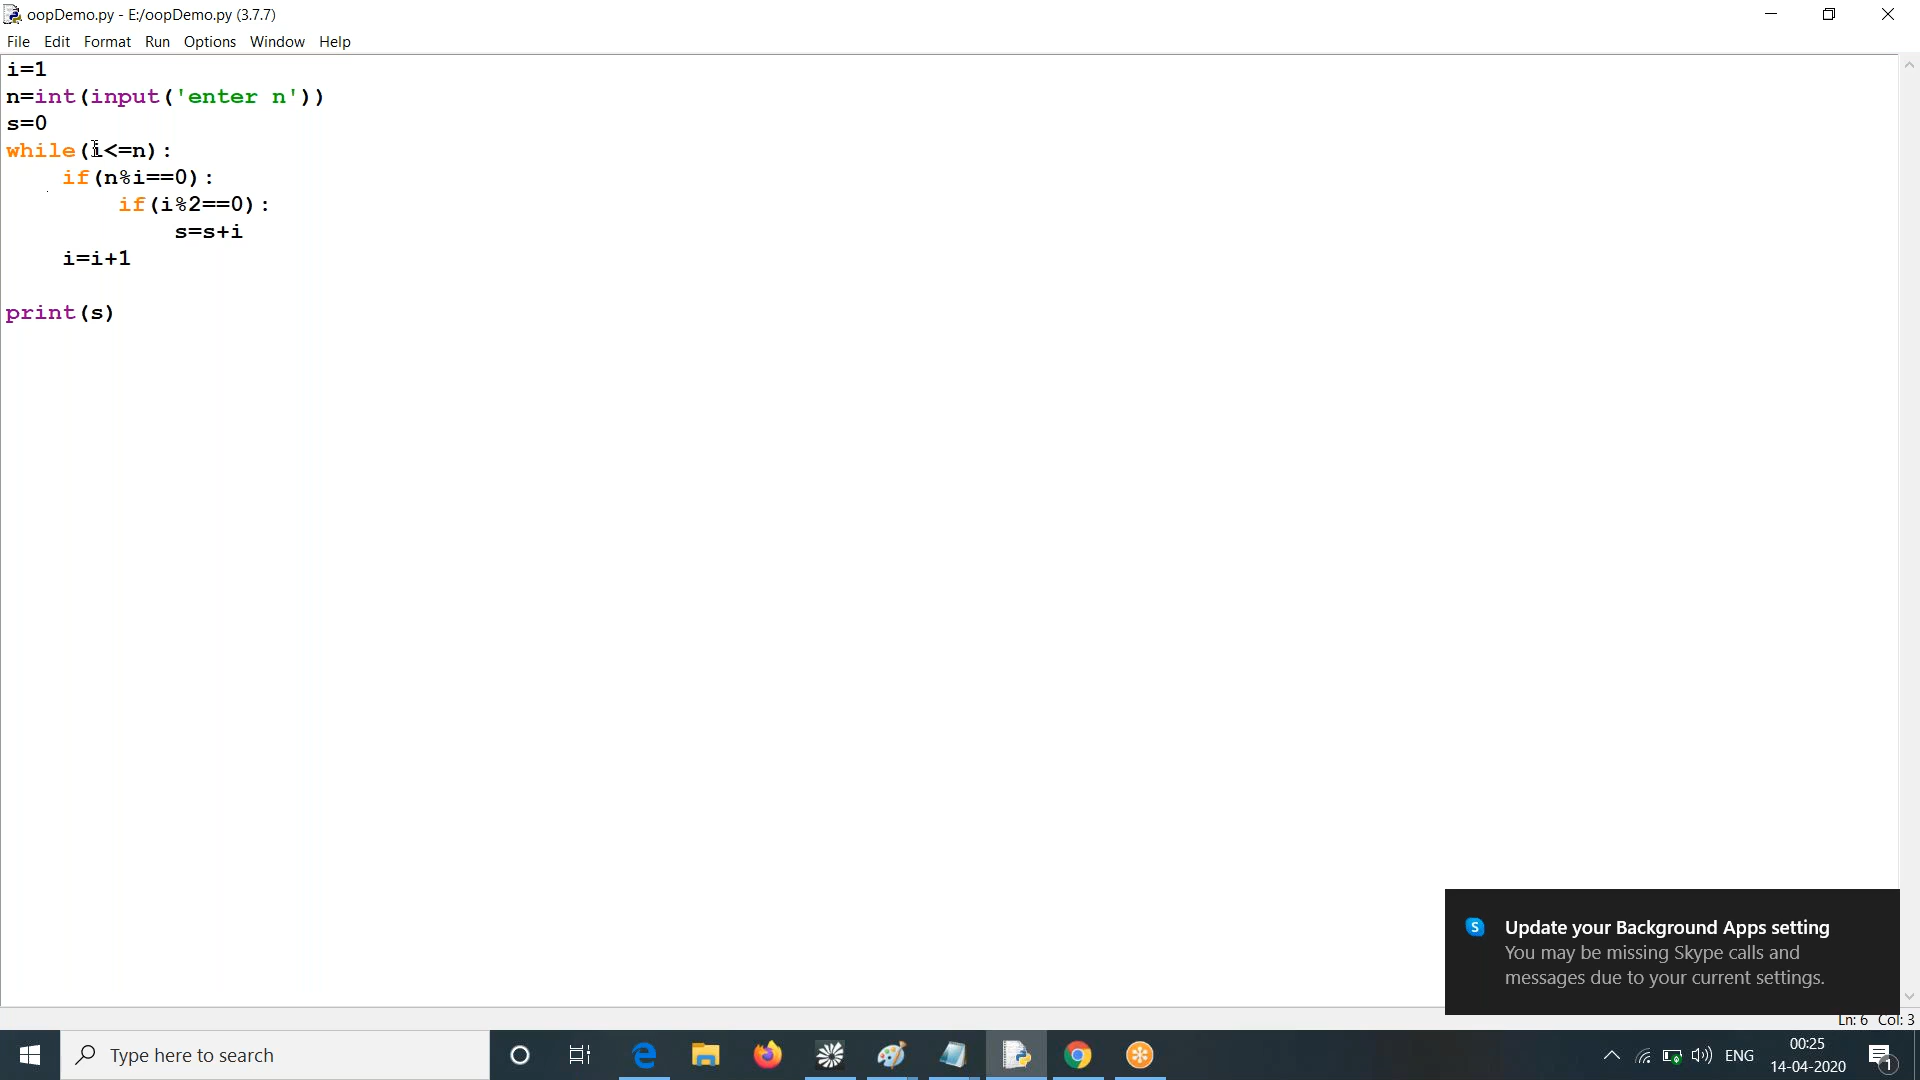 oopDemo.py - E:/oopDemo.py (3.7.7)
File Edit Format Run Options Window Help
i=1
n=int(input('enter n'))
s=0
while(i<=n):
    if(n%i==0):
        if(i%2==0):
            s=s+i
    i=i+1
print(s)
Update your Background Apps setting
You may be missing Skype calls and
messages due to your current settings.
Ln: 6 Col: 3
Type here to search
ENG
00:25
14-04-2020
1